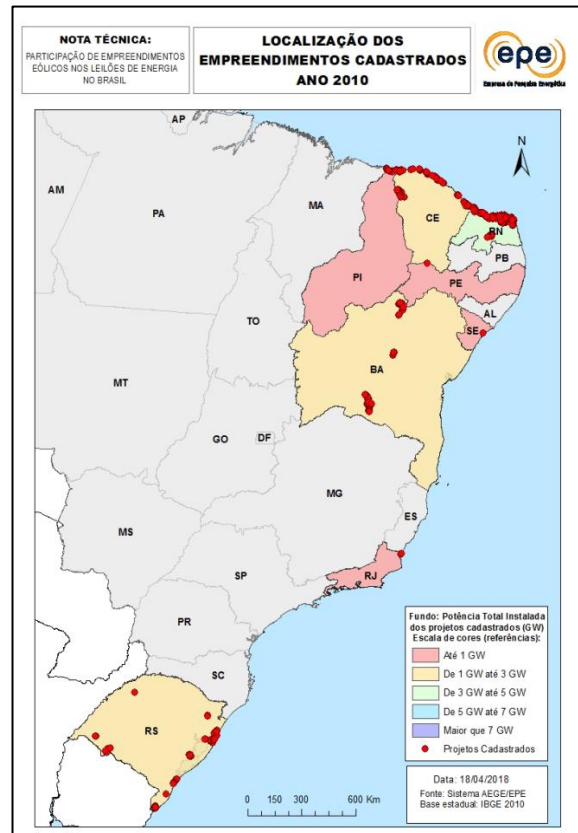 NOTA TÉCNICA:
PARTICIPAÇÃO DE EMPREENDIMENTOS
EÓLICOS NOS LEILÕES DE ENERGIA
NO BRASIL
LOCALIZAÇÃO DOS
EMPREENDIMENTOS CADASTRADOS
ANO 2010
epe
Empresa de Pesquisa Energética
N
AP
AM
PA
MA
CE
RN
PB
PI
PE
AL
SE
TO
BA
MT
GO
DF
MG
ES
MS
SP
RJ
PR
SC
RS
Fundo: Potência Total Instalada
dos projetos cadastrados (GW)
Escala de cores (referências):
Até 1 GW
De 1 GW até 3 GW
De 3 GW até 5 GW
De 5 GW até 7 GW
Maior que 7 GW
Projetos Cadastrados
Data: 18/04/2018
Fonte: Sistema AEGE/EPE
Base estadual: IBGE 2010
0 150 300 600 Km